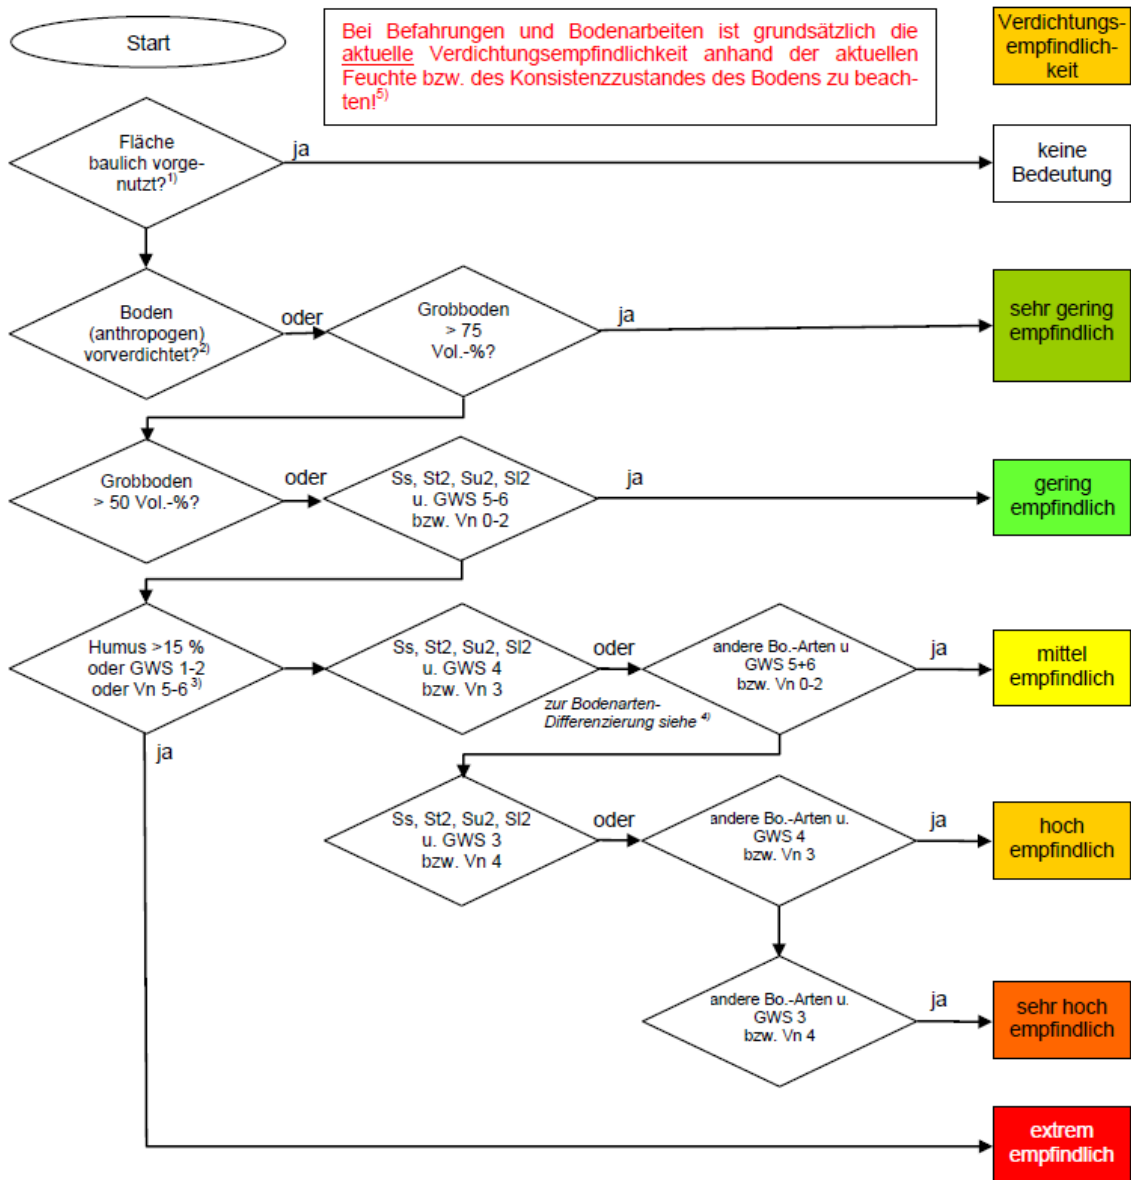 Start
Bei Befahrungen und Bodenarbeiten ist grundsätzlich die
aktuelle Verdichtungsempfindlichkeit anhand der aktuellen
Feuchte bzw. des Konsistenzzustandes des Bodens zu beach-
ten!5)
Verdichtungs-
empfindlich-
keit
Fläche
baulich vorge-
nutzt?1)
ja
keine
Bedeutung
Boden
(anthropogen)
vorverdichtet?2)
oder
Grobboden
> 75
Vol.-%?
ja
sehr gering
empfindlich
Grobboden
> 50 Vol.-%?
oder
Ss, St2, Su2, Sl2
u. GWS 5-6
bzw. Vn 0-2
ja
gering
empfindlich
Humus >15 %
oder GWS 1-2
oder Vn 5-6 3)
ja
Ss, St2, Su2, Sl2
u. GWS 4
bzw. Vn 3
oder
zur Bodenarten-
Differenzierung siehe 4)
andere Bo.-Arten u
GWS 5+6
bzw. Vn 0-2
ja
mittel
empfindlich
Ss, St2, Su2, Sl2
u. GWS 3
bzw. Vn 4
oder
andere Bo.-Arten u.
GWS 4
bzw. Vn 3
ja
hoch
empfindlich
andere Bo.-Arten u.
GWS 3
bzw. Vn 4
ja
sehr hoch
empfindlich
extrem
empfindlich